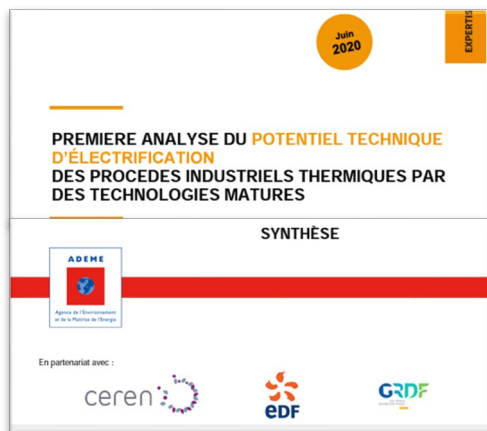 Juin
2020
EXPERTIS
PREMIERE ANALYSE DU POTENTIEL TECHNIQUE
D'ÉLECTRIFICATION
DES PROCEDES INDUSTRIELS THERMIQUES PAR
DES TECHNOLOGIES MATURES
SYNTHÈSE
ADEME
Agence de l'Environnement
et de la Maîtrise de l'Energie
En partenariat avec :
ceren
eDF
GRDF